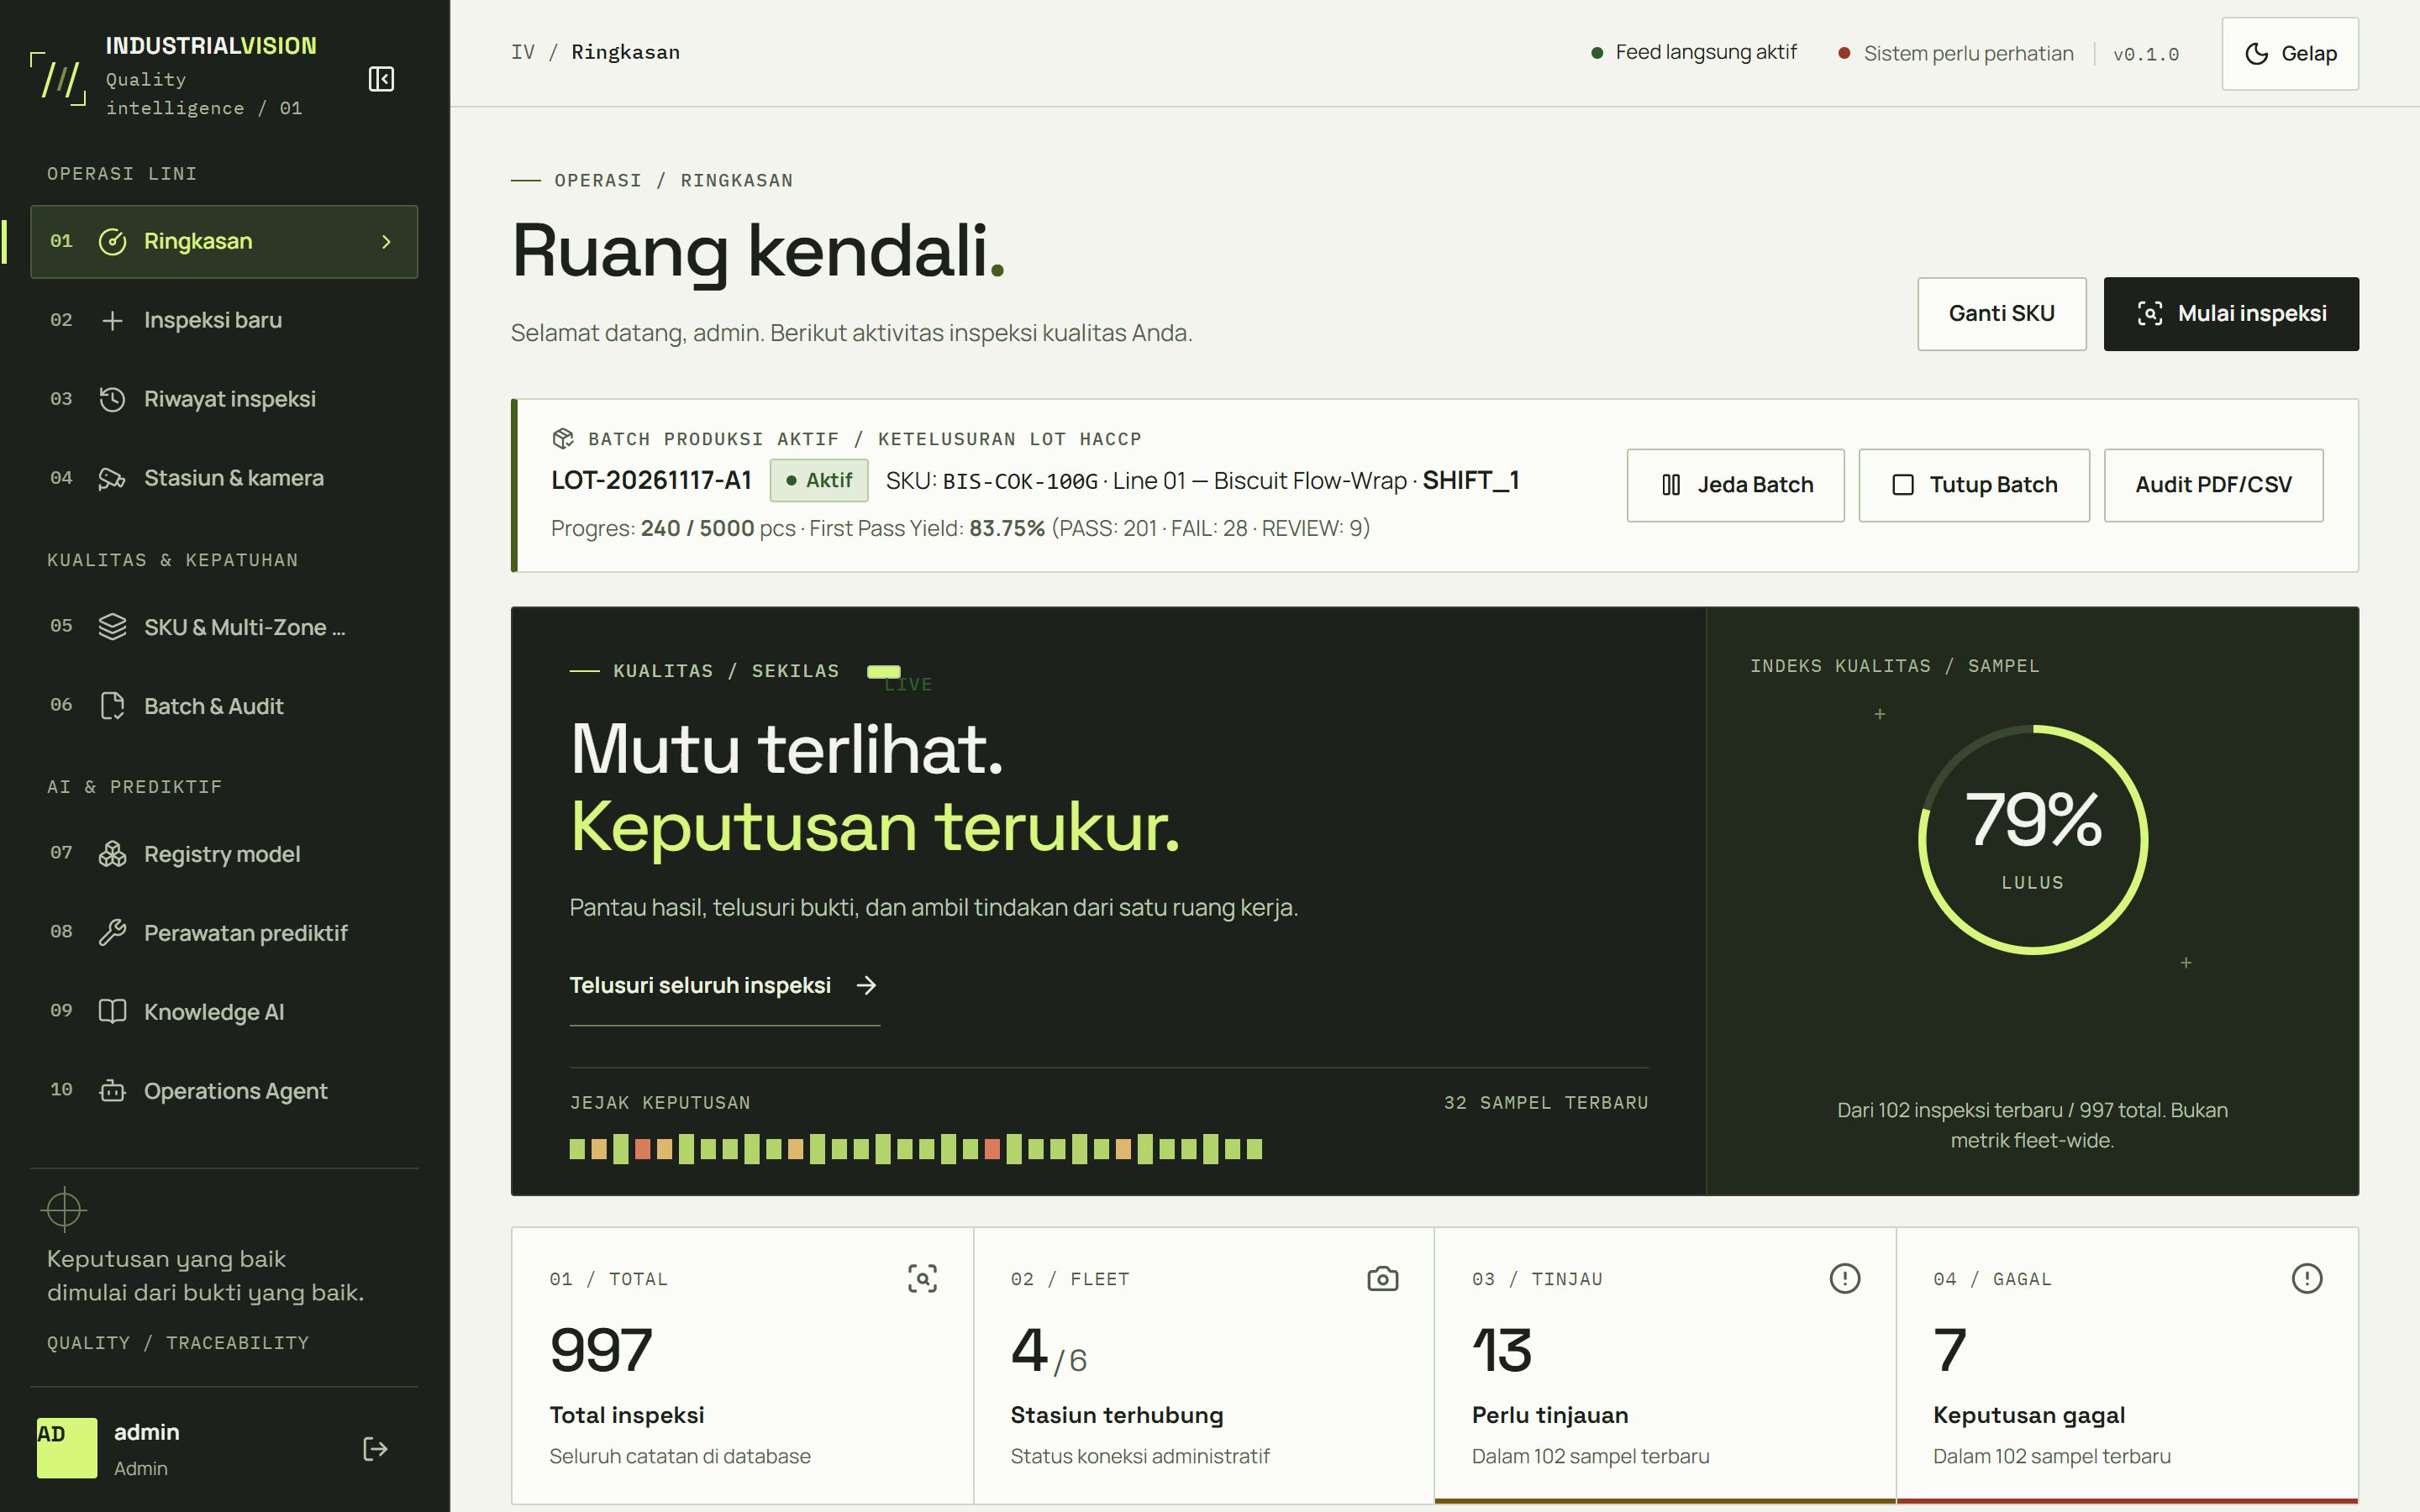 INDUSTRIALVISION
Quality
intelligence / 01
OPERASI LINI
01 Ringkasan
02 Inspeksi baru
03 Riwayat inspeksi
04 Stasiun & kamera
KUALITAS & KEPATUHAN
05 SKU & Multi-Zone ...
06 Batch & Audit
AI & PREDIKTIF
07 Registry model
08 Perawatan prediktif
09 Knowledge AI
10 Operations Agent
Keputusan yang baik
dimulai dari bukti yang baik.
QUALITY / TRACEABILITY
AD
admin
Admin
IV / Ringkasan
Feed langsung aktif
Sistem perlu perhatian
v0.1.0
Gelap
OPERASI / RINGKASAN
Ruang kendali.
Selamat datang, admin. Berikut aktivitas inspeksi kualitas Anda.
Ganti SKU
Mulai inspeksi
BATCH PRODUKSI AKTIF / KETELUSURAN LOT HACCP
LOT-20261117-A1 Aktif SKU: BIS-COK-100G · Line 01 — Biscuit Flow-Wrap · SHIFT_1
Progres: 240 / 5000 pcs · First Pass Yield: 83.75% (PASS: 201 · FAIL: 28 · REVIEW: 9)
Jeda Batch
Tutup Batch
Audit PDF/CSV
KUALITAS / SEKILAS
LIVE
Mutu terlihat.
Keputusan terukur.
Pantau hasil, telusuri bukti, dan ambil tindakan dari satu ruang kerja.
Telusuri seluruh inspeksi
JEJAK KEPUTUSAN
32 SAMPEL TERBARU
INDEKS KUALITAS / SAMPEL
79%
LULUS
Dari 102 inspeksi terbaru / 997 total. Bukan
metrik fleet-wide.
01 / TOTAL
997
Total inspeksi
Seluruh catatan di database
02 / FLEET
4/6
Stasiun terhubung
Status koneksi administratif
03 / TINJAU
13
Perlu tinjauan
Dalam 102 sampel terbaru
04 / GAGAL
7
Keputusan gagal
Dalam 102 sampel terbaru